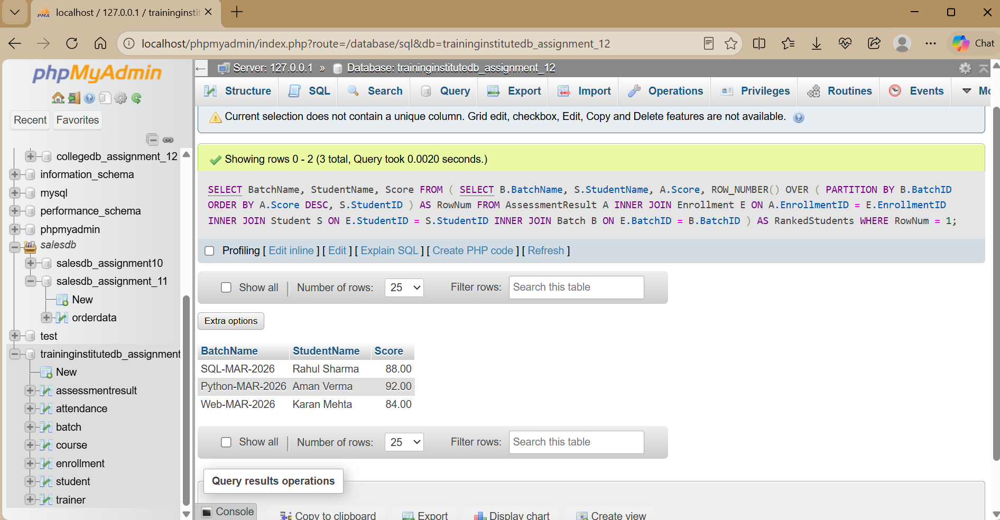 localhost / 127.0.0.1 / traininginstit
localhost/phpmyadmin/index.php?route=/database/sql&db=traininginstitutedb_assignment_12
Chat
phpMyAdmin
Recent
Favorites
collegedb_assignment_12
information_schema
mysql
performance_schema
phpmyadmin
salesdb
salesdb_assignment10
salesdb_assignment_11
New
orderdata
test
traininginstitutedb_assignment
New
assessmentresult
attendance
batch
course
enrollment
student
trainer
Server: 127.0.0.1 » Database: traininginstitutedb_assignment_12
Structure SQL Search Query Export Import Operations Privileges Routines Events Mo
Current selection does not contain a unique column. Grid edit, checkbox, Edit, Copy and Delete features are not available.
Showing rows 0 - 2 (3 total, Query took 0.0020 seconds.)
SELECT BatchName, StudentName, Score FROM ( SELECT B.BatchName, S.StudentName, A.Score, ROW_NUMBER() OVER ( PARTITION BY B.BatchID
ORDER BY A.Score DESC, S.StudentID ) AS RowNum FROM AssessmentResult A INNER JOIN Enrollment E ON A.EnrollmentID = E.EnrollmentID
INNER JOIN Student S ON E.StudentID = S.StudentID INNER JOIN Batch B ON E.BatchID = B.BatchID ) AS RankedStudents WHERE RowNum = 1;
Profiling [ Edit inline ] [ Edit ] [ Explain SQL ] [ Create PHP code ] [ Refresh ]
Show all Number of rows: 25 Filter rows: Search this table
Extra options
BatchName StudentName Score
SQL-MAR-2026 Rahul Sharma 88.00
Python-MAR-2026 Aman Verma 92.00
Web-MAR-2026 Karan Mehta 84.00
Show all Number of rows: 25 Filter rows: Search this table
Query results operations
Console
Copy to clipboard Export Display chart Create view